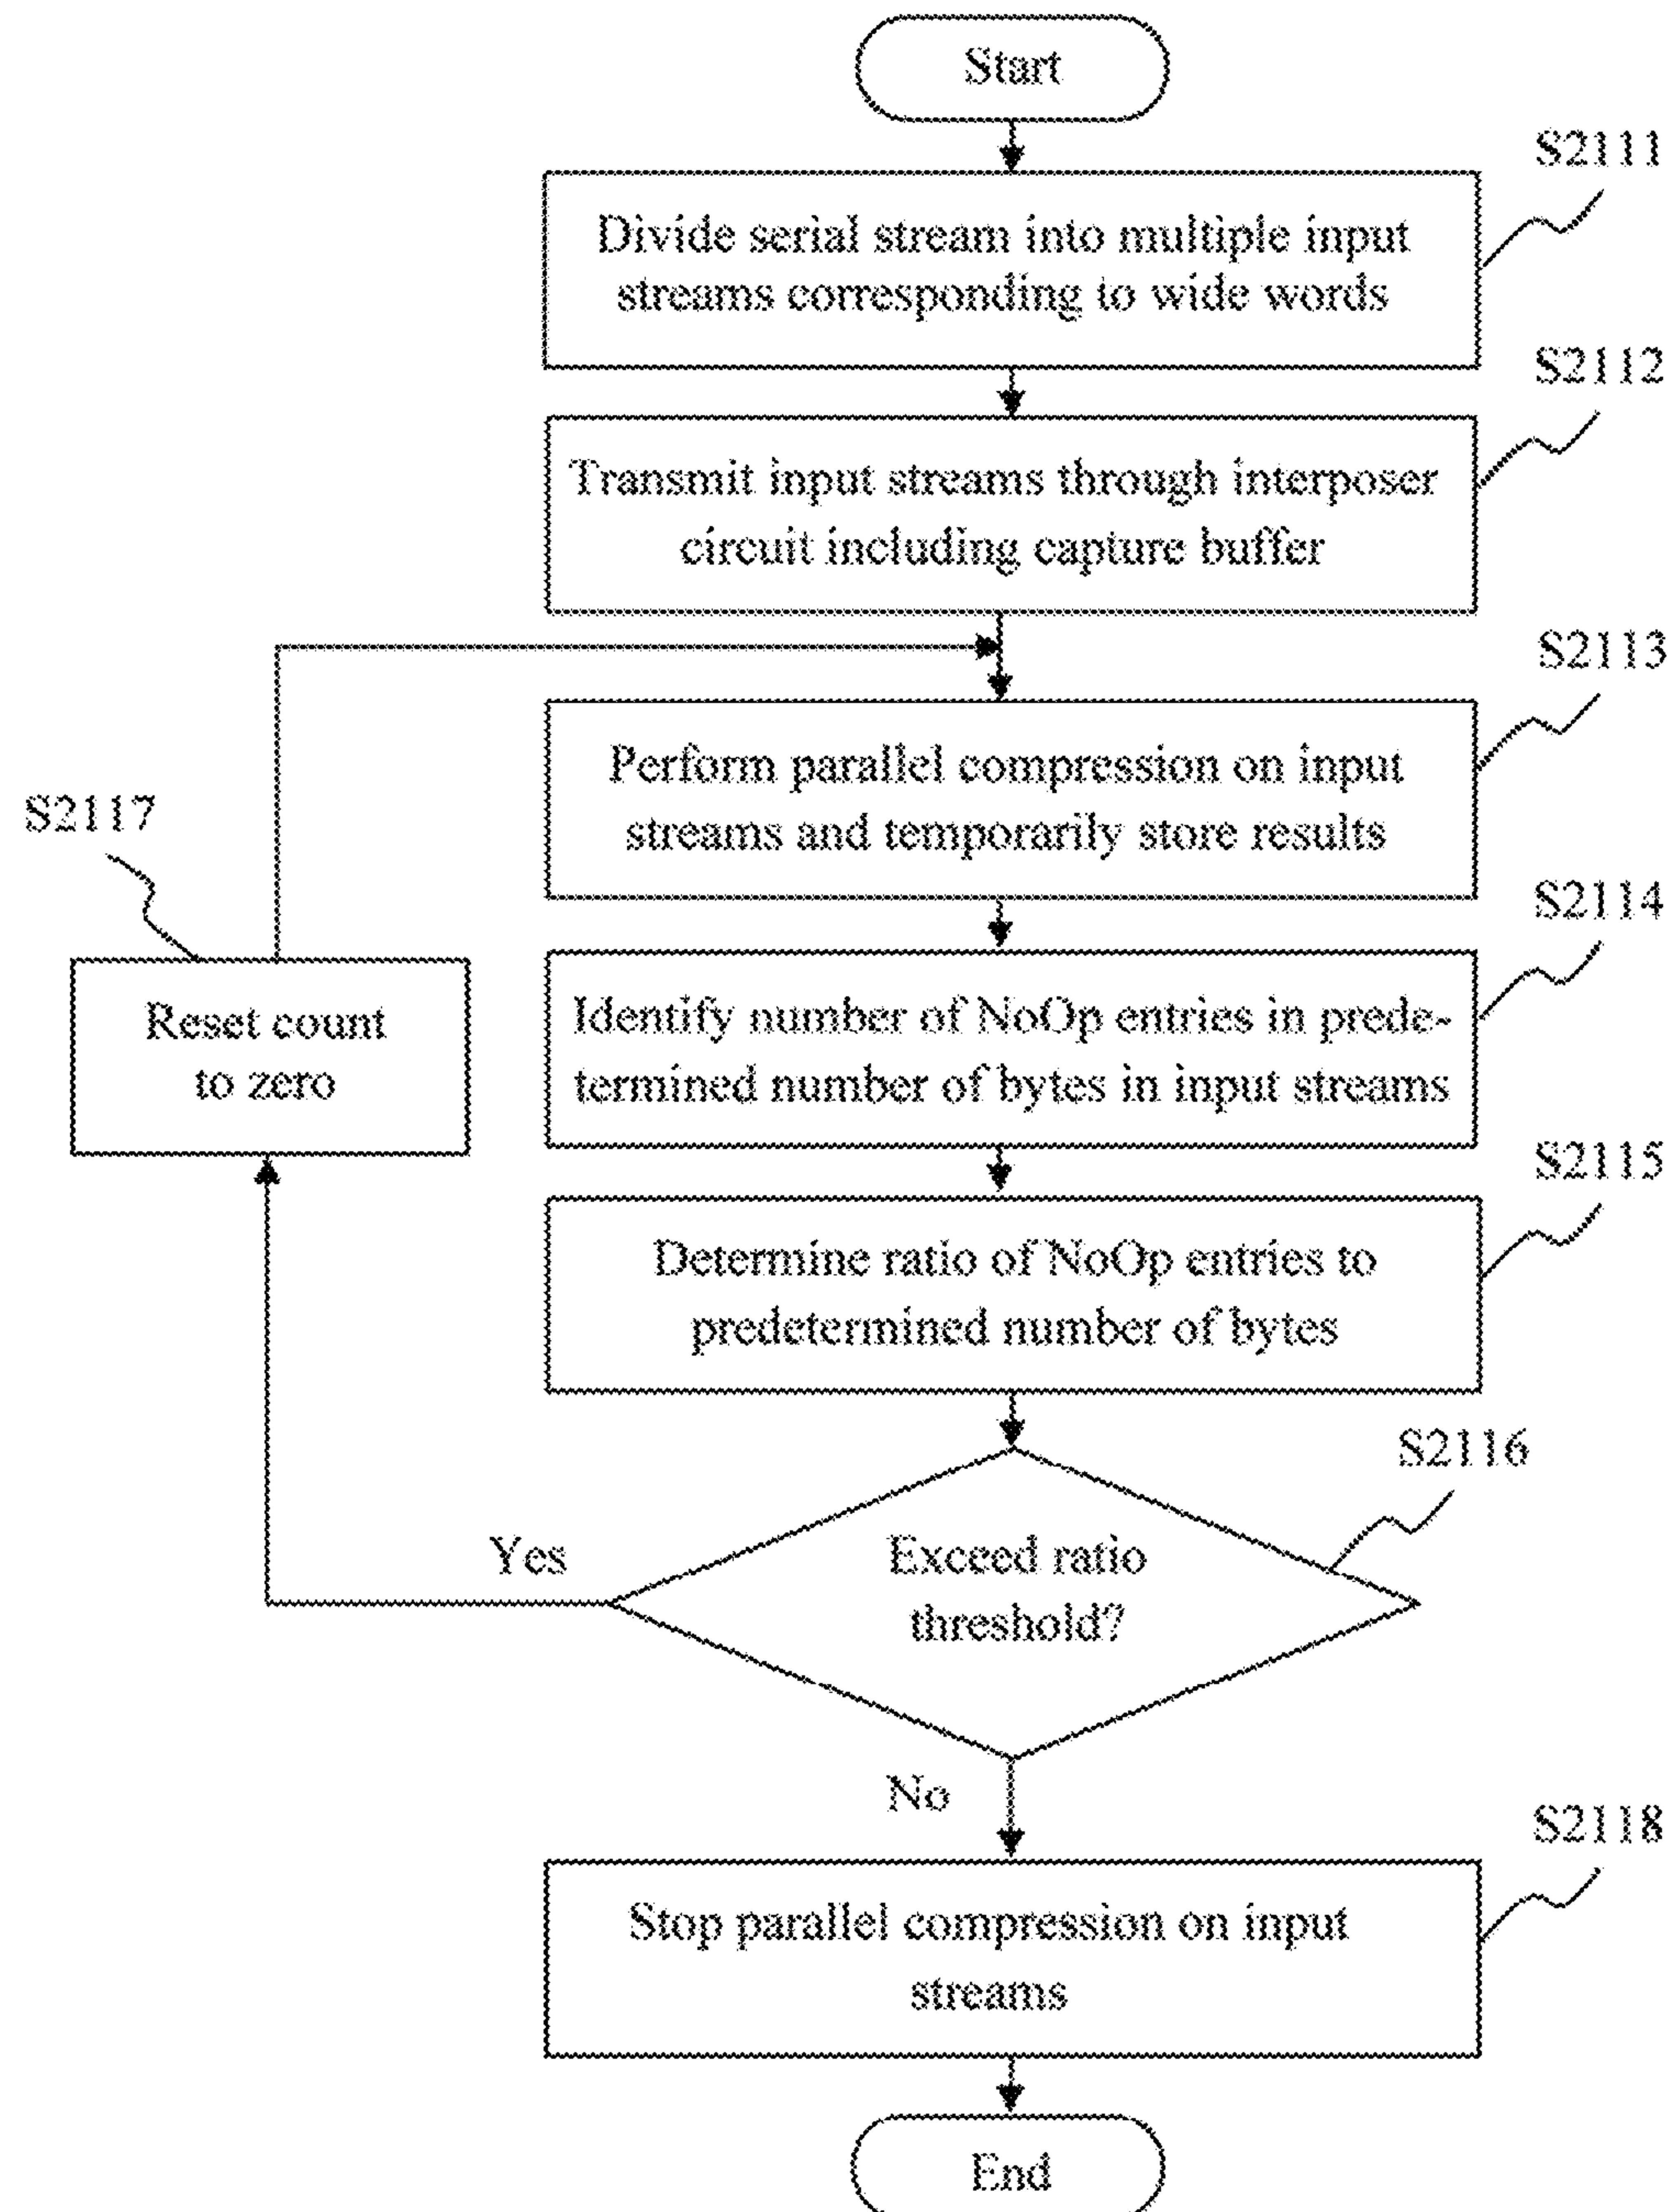 Start
S2111
Divide serial stream into multiple input
streams corresponding to wide words
S2112
Transmit input streams through interposer
circuit including capture buffer
S2113
Perform parallel compression on input
streams and temporarily store results
S2117
S2114
Reset count
to zero
Identify number of NoOp entries in prede-
termined number of bytes in input streams
S2115
Determine ratio of NoOp entries to
predetermined number of bytes
S2116
Yes
Exceed ratio
threshold?
No
S2118
Stop parallel compression on input
streams
End